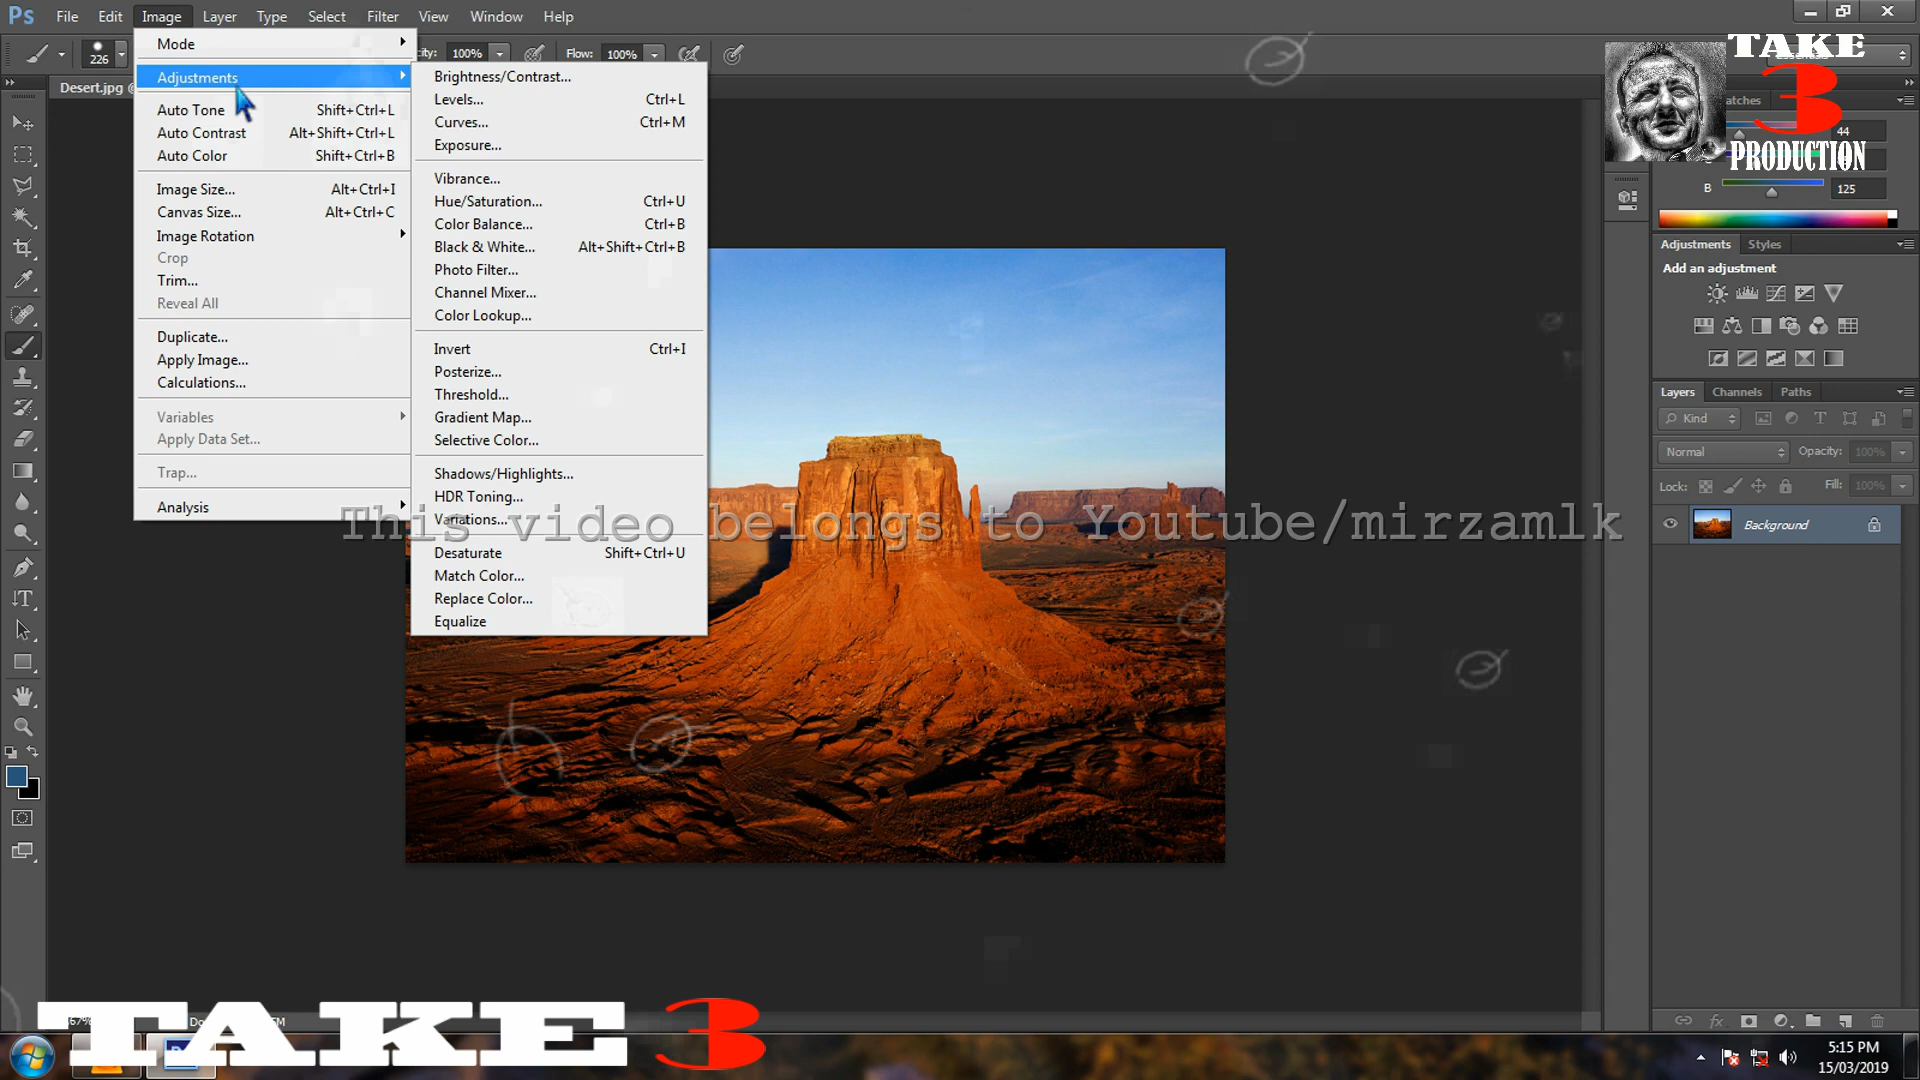 Ps File Edit Image Layer Type Select Filter View Window Help
226 100% Flow: 100%
Desert.jpg
Mode
Adjustments
Auto Tone Shift+Ctrl+L
Auto Contrast Alt+Shift+Ctrl+L
Auto Color Shift+Ctrl+B
Image Size... Alt+Ctrl+I
Canvas Size... Alt+Ctrl+C
Image Rotation
Crop
Trim...
Reveal All
Duplicate...
Apply Image...
Calculations...
Variables
Apply Data Set...
Trap...
Analysis
Brightness/Contrast...
Levels... Ctrl+L
Curves... Ctrl+M
Exposure...
Vibrance...
Hue/Saturation... Ctrl+U
Color Balance... Ctrl+B
Black & White... Alt+Shift+Ctrl+B
Photo Filter...
Channel Mixer...
Color Lookup...
Invert Ctrl+I
Posterize...
Threshold...
Gradient Map...
Selective Color...
Shadows/Highlights...
HDR Toning...
Variations...
Desaturate Shift+Ctrl+U
Match Color...
Replace Color...
Equalize
This video belongs to Youtube/mirzamlk
TAKE
3
PRODUCTION
44
B 125
Adjustments Styles
Add an adjustment
Layers Channels Paths
Kind
Normal Opacity: 100%
Lock: Fill: 100%
Background
TAKE 3
5:15 PM
15/03/2019